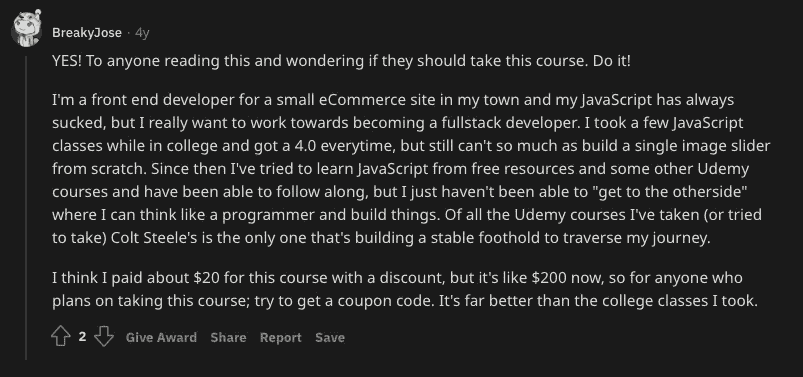 BreakyJose · 4y
YES! To anyone reading this and wondering if they should take this course. Do it!
I'm a front end developer for a small eCommerce site in my town and my JavaScript has always
sucked, but I really want to work towards becoming a fullstack developer. I took a few JavaScript
classes while in college and got a 4.0 everytime, but still can't so much as build a single image slider
from scratch. Since then I've tried to learn JavaScript from free resources and some other Udemy
courses and have been able to follow along, but I just haven't been able to "get to the otherside"
where I can think like a programmer and build things. Of all the Udemy courses I've taken (or tried
to take) Colt Steele's is the only one that's building a stable foothold to traverse my journey.
I think I paid about $20 for this course with a discount, but it's like $200 now, so for anyone who
plans on taking this course; try to get a coupon code. It's far better than the college classes I took.
2 Give Award Share Report Save